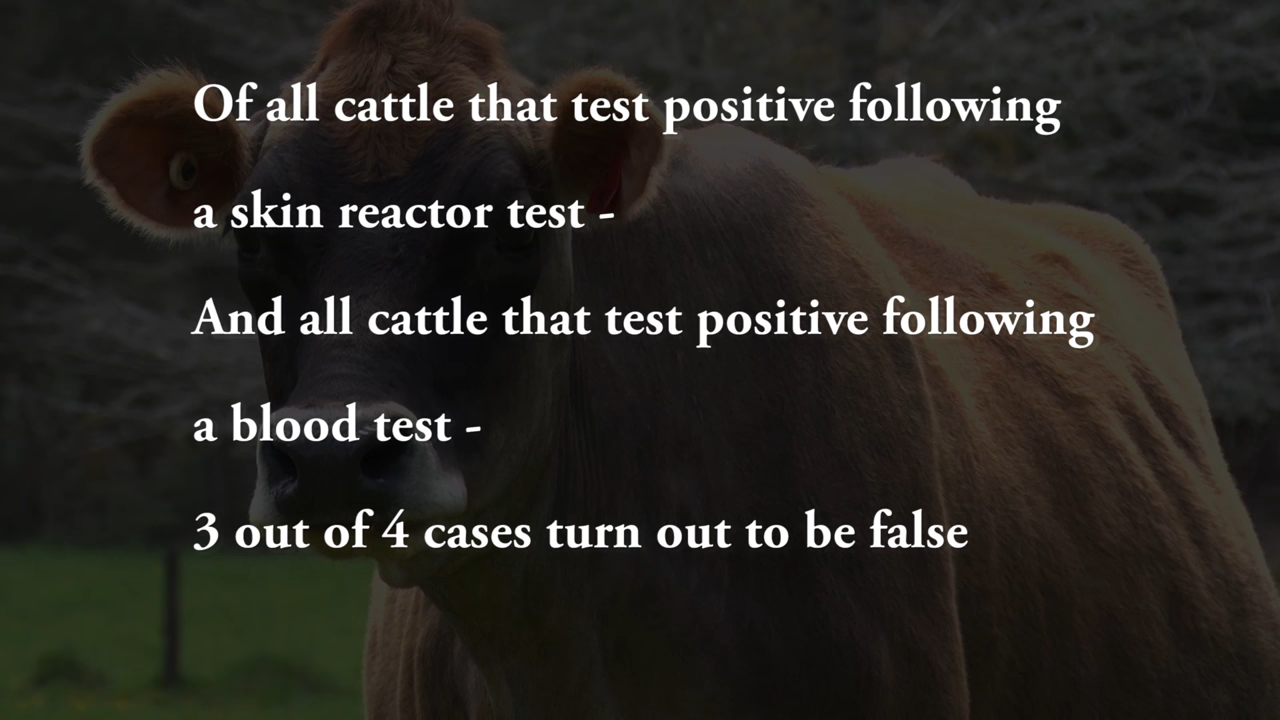 Of all cattle that test positive following
a skin reactor test -
And all cattle that test positive following
a blood test -
3 out of 4 cases turn out to be false